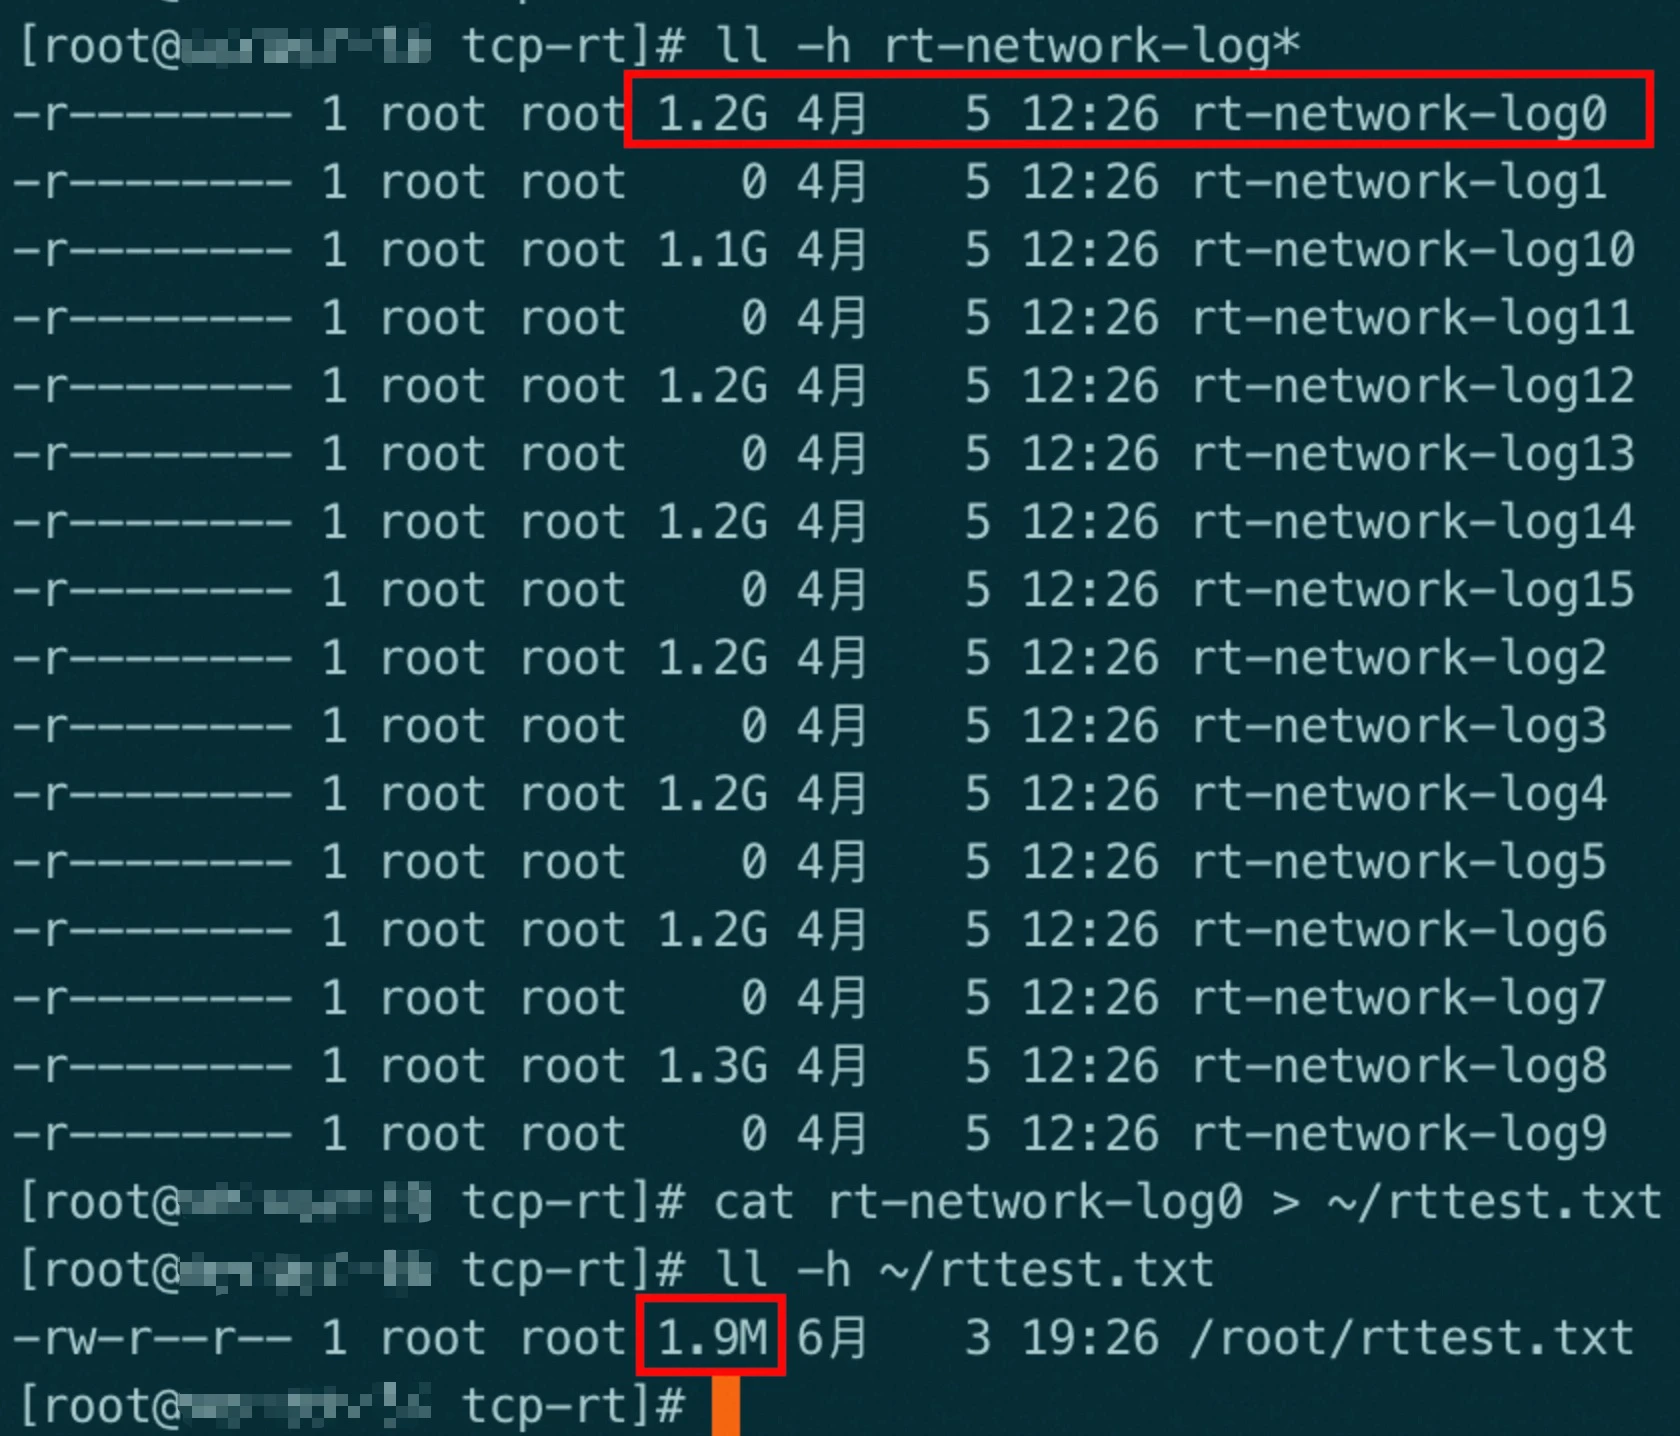 [root@ tcp-rt]# ll -h rt-network-log*
-r-------- 1 root root 1.2G 4月 5 12:26 rt-network-log0
-r-------- 1 root root 0 4月 5 12:26 rt-network-log1
-r-------- 1 root root 1.1G 4月 5 12:26 rt-network-log10
-r-------- 1 root root 0 4月 5 12:26 rt-network-log11
-r-------- 1 root root 1.2G 4月 5 12:26 rt-network-log12
-r-------- 1 root root 0 4月 5 12:26 rt-network-log13
-r-------- 1 root root 1.2G 4月 5 12:26 rt-network-log14
-r-------- 1 root root 0 4月 5 12:26 rt-network-log15
-r-------- 1 root root 1.2G 4月 5 12:26 rt-network-log2
-r-------- 1 root root 0 4月 5 12:26 rt-network-log3
-r-------- 1 root root 1.2G 4月 5 12:26 rt-network-log4
-r-------- 1 root root 0 4月 5 12:26 rt-network-log5
-r-------- 1 root root 1.2G 4月 5 12:26 rt-network-log6
-r-------- 1 root root 0 4月 5 12:26 rt-network-log7
-r-------- 1 root root 1.3G 4月 5 12:26 rt-network-log8
-r-------- 1 root root 0 4月 5 12:26 rt-network-log9
[root@ tcp-rt]# cat rt-network-log0 > ~/rttest.txt
[root@ tcp-rt]# ll -h ~/rttest.txt
-rw-r--r-- 1 root root 1.9M 6月 3 19:26 /root/rttest.txt
[root@ tcp-rt]#